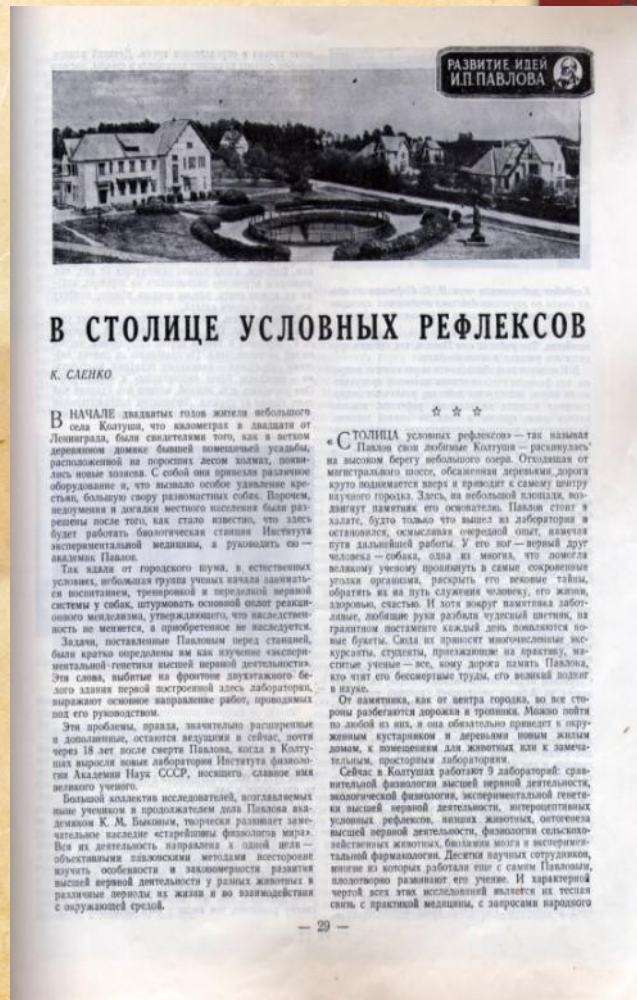 РАЗВИТИЕ ИДЕЙ
И.П. ПАВЛОВА
В СТОЛИЦЕ УСЛОВНЫХ РЕФЛЕКСОВ
К. САЕНКО
В НАЧАЛЕ двадцатых годов жители небольшого
села Колтуши, что километрах в двадцати от
Ленинграда, были свидетелями того, как в ветхом
деревянном домике бывшей помещичьей усадьбы,
расположенной на поросших лесом холмах, появи-
лись новые хозяева. С собой они привезли различное
оборудование и, что вызвало особое удивление кре-
стьян, большую свору разномастных собак. Впрочем,
недоумения и догадки местного населения были раз-
решены после того, как стало известно, что здесь
будет работать биологическая станция Института
экспериментальной медицины, а руководить ею —
академик Павлов.
Так вдали от городского шума, в естественных
условиях, небольшая группа ученых начала занимать-
ся воспитанием, тренировкой и переделкой нервной
системы у собак, штурмовать основной оплот реакци-
онного менделизма, утверждающего, что наследствен-
ность не меняется, а приобретенное не наследуется.
Задачи, поставленные Павловым перед станцией,
были кратко определены им как изучение «экспери-
ментальной генетики высшей нервной деятельности».
Эти слова, выбитые на фронтоне двухэтажного бе-
лого здания первой построенной здесь лаборатории,
выражают основное направление работ, проводимых
под его руководством.
Эти проблемы, правда, значительно расширенные
и дополненные, остаются ведущими и сейчас, почти
через 18 лет после смерти Павлова, когда в Колту-
шах выросли новые лаборатории Института физиоло-
гии Академии Наук СССР, носящего славное имя
великого ученого.
Большой коллектив исследователей, возглавляемых
ныне учеником и продолжателем дела Павлова ака-
демиком К. М. Быковым, творчески развивает заме-
чательное наследие «старейшины физиологов мира».
Вся их деятельность направлена к одной цели —
объективными павловскими методами всесторонне
изучить особенности и закономерности развития
высшей нервной деятельности у разных животных в
различные периоды их жизни и во взаимодействии
с окружающей средой.
☆ ☆ ☆
«СТОЛИЦА условных рефлексов» — так называл
Павлов свои любимые Колтуши — раскинулась
на высоком берегу небольшого озера. Отходящая от
магистрального шоссе, обсаженная деревьями дорога
круто поднимается вверх и приводит к самому центру
научного городка. Здесь, на небольшой площади, воз-
двигнут памятник его основателю. Павлов стоит в
халате, будто только что вышел из лаборатории и
остановился, осмысливая очередной опыт, намечая
пути дальнейшей работы. У его ног — верный друг
человека — собака, одна из многих, что помогла
великому ученому проникнуть в самые сокровенные
уголки организма, раскрыть его вековые тайны,
обратить их на путь служения человеку, его жизни,
здоровью, счастью. И хотя вокруг памятника забот-
ливые, любящие руки разбили чудесный цветник, на
гранитном постаменте каждый день появляются но-
вые букеты. Сюда их приносят многочисленные экс-
курсанты, студенты, приезжающие на практику, ма-
ститые ученые — все, кому дорога память Павлова,
кто чтит его бессмертные труды, его великий подвиг
в науке.
От памятника, как от центра городка, во все сто-
роны разбегаются дорожки и тропинки. Можно пойти
по любой из них, и она обязательно приведет к окру-
женным кустарником и деревьями новым жилым
домам, к помещениям для животных или к замеча-
тельным, просторным лабораториям.
Сейчас в Колтушах работают 9 лабораторий: срав-
нительной физиологии высшей нервной деятельности,
экологической физиологии, экспериментальной генети-
ки высшей нервной деятельности, интероцептивных
условных рефлексов, низших животных, онтогенеза
высшей нервной деятельности, физиологии сельскохо-
зяйственных животных, биохимии мозга и эксперимен-
тальной фармакологии. Десятки научных сотрудников,
многие из которых работали еще с самим Павловым,
плодотворно развивают его учение. И характерной
чертой всех этих исследований является их тесная
связь с практикой медицины, с запросами народного
— 29 —